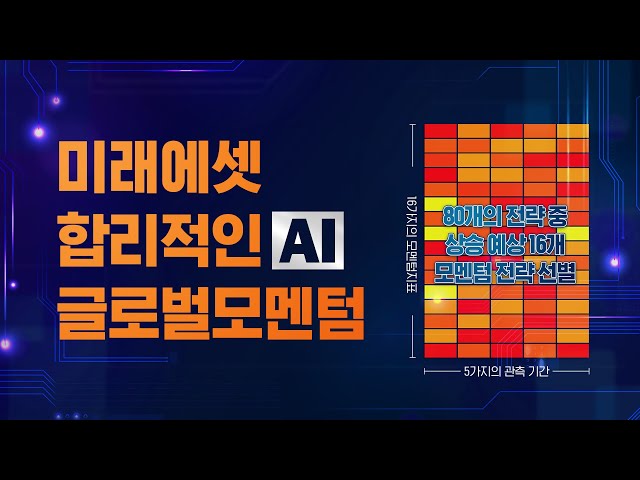 미래에셋
합리적인 AI
글로벌모멘텀
16가지의 모멘텀지표
80개의 전략 중
상승 예상 16개
모멘텀 전략 선별
5가지의 관측 기간